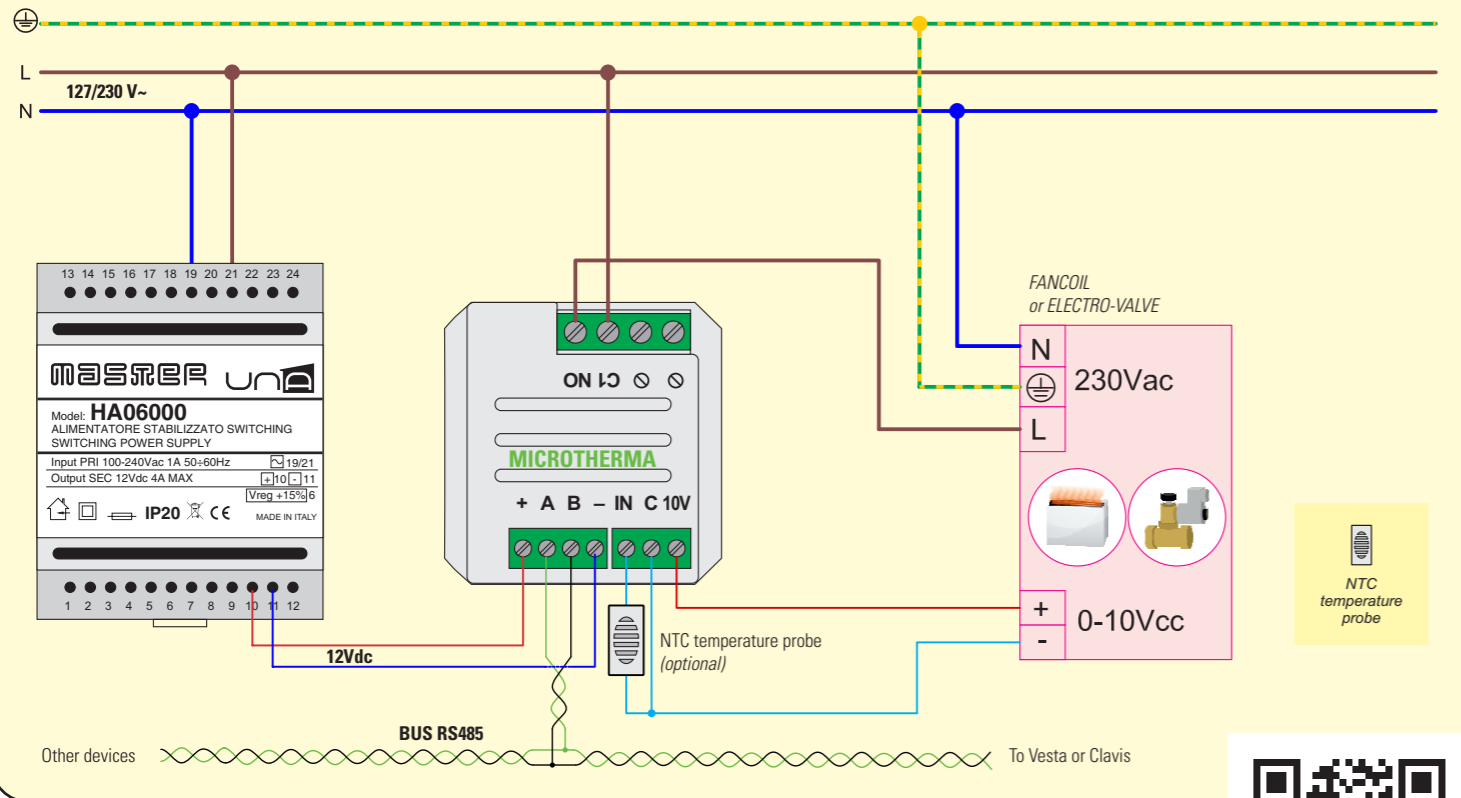 L
127/230 V~
N
13 14 15 16 17 18 19 20 21 22 23 24
MASTER UNA
Model: HA06000
ALIMENTATORE STABILIZZATO SWITCHING
SWITCHING POWER SUPPLY
Input PRI 100-240Vac 1A 50÷60Hz 19/21
Output SEC 12Vdc 4A MAX + 10 - 11
Vreg +15% 6
IP20 CE MADE IN ITALY
1 2 3 4 5 6 7 8 9 10 11 12
12Vdc
C1 NO
MICROTHERMA
+ A B – IN C 10V
NTC temperature probe
(optional)
FANCOIL
or ELECTRO-VALVE
N
230Vac
L
+
0-10Vcc
-
NTC
temperature
probe
BUS RS485
Other devices
To Vesta or Clavis